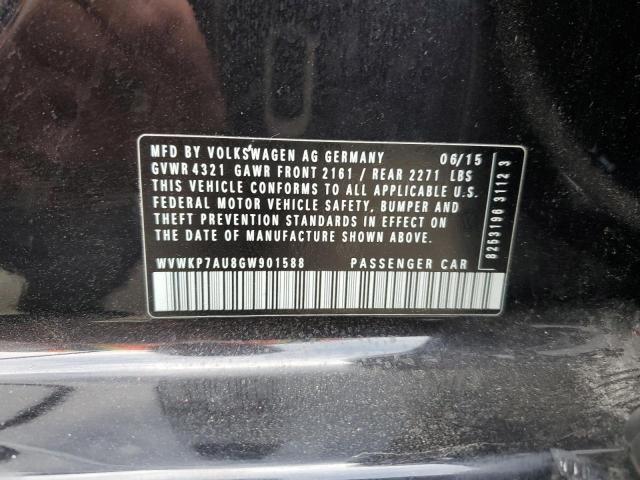 MFD BY VOLKSWAGEN AG GERMANY 06/15
GVWR 4321 GAWR FRONT 2161 / REAR 2271 LBS
THIS VEHICLE CONFORMS TO ALL APPLICABLE U.S.
FEDERAL MOTOR VEHICLE SAFETY, BUMPER AND
THEFT PREVENTION STANDARDS IN EFFECT ON
THE DATE OF MANUFACTURE SHOWN ABOVE.
WVWKP7AU8GW901588 PASSENGER CAR
8253196 3112 3